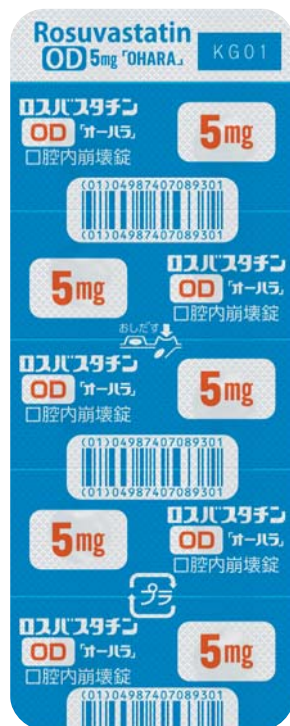 Rosuvastatin
OD 5mg「OHARA」 KG01
ロスバスタチン
OD「オーハラ」 5mg
口腔内崩壊錠
(01)04987407089301
(01)04987407089301
ロスバスタチン
5mg OD「オーハラ」
口腔内崩壊錠
おしだす
ロスバスタチン
OD「オーハラ」 5mg
口腔内崩壊錠
(01)04987407089301
(01)04987407089301
ロスバスタチン
5mg OD「オーハラ」
口腔内崩壊錠
プラ
ロスバスタチン
OD「オーハラ」 5mg
口腔内崩壊錠
(01)04987407089301